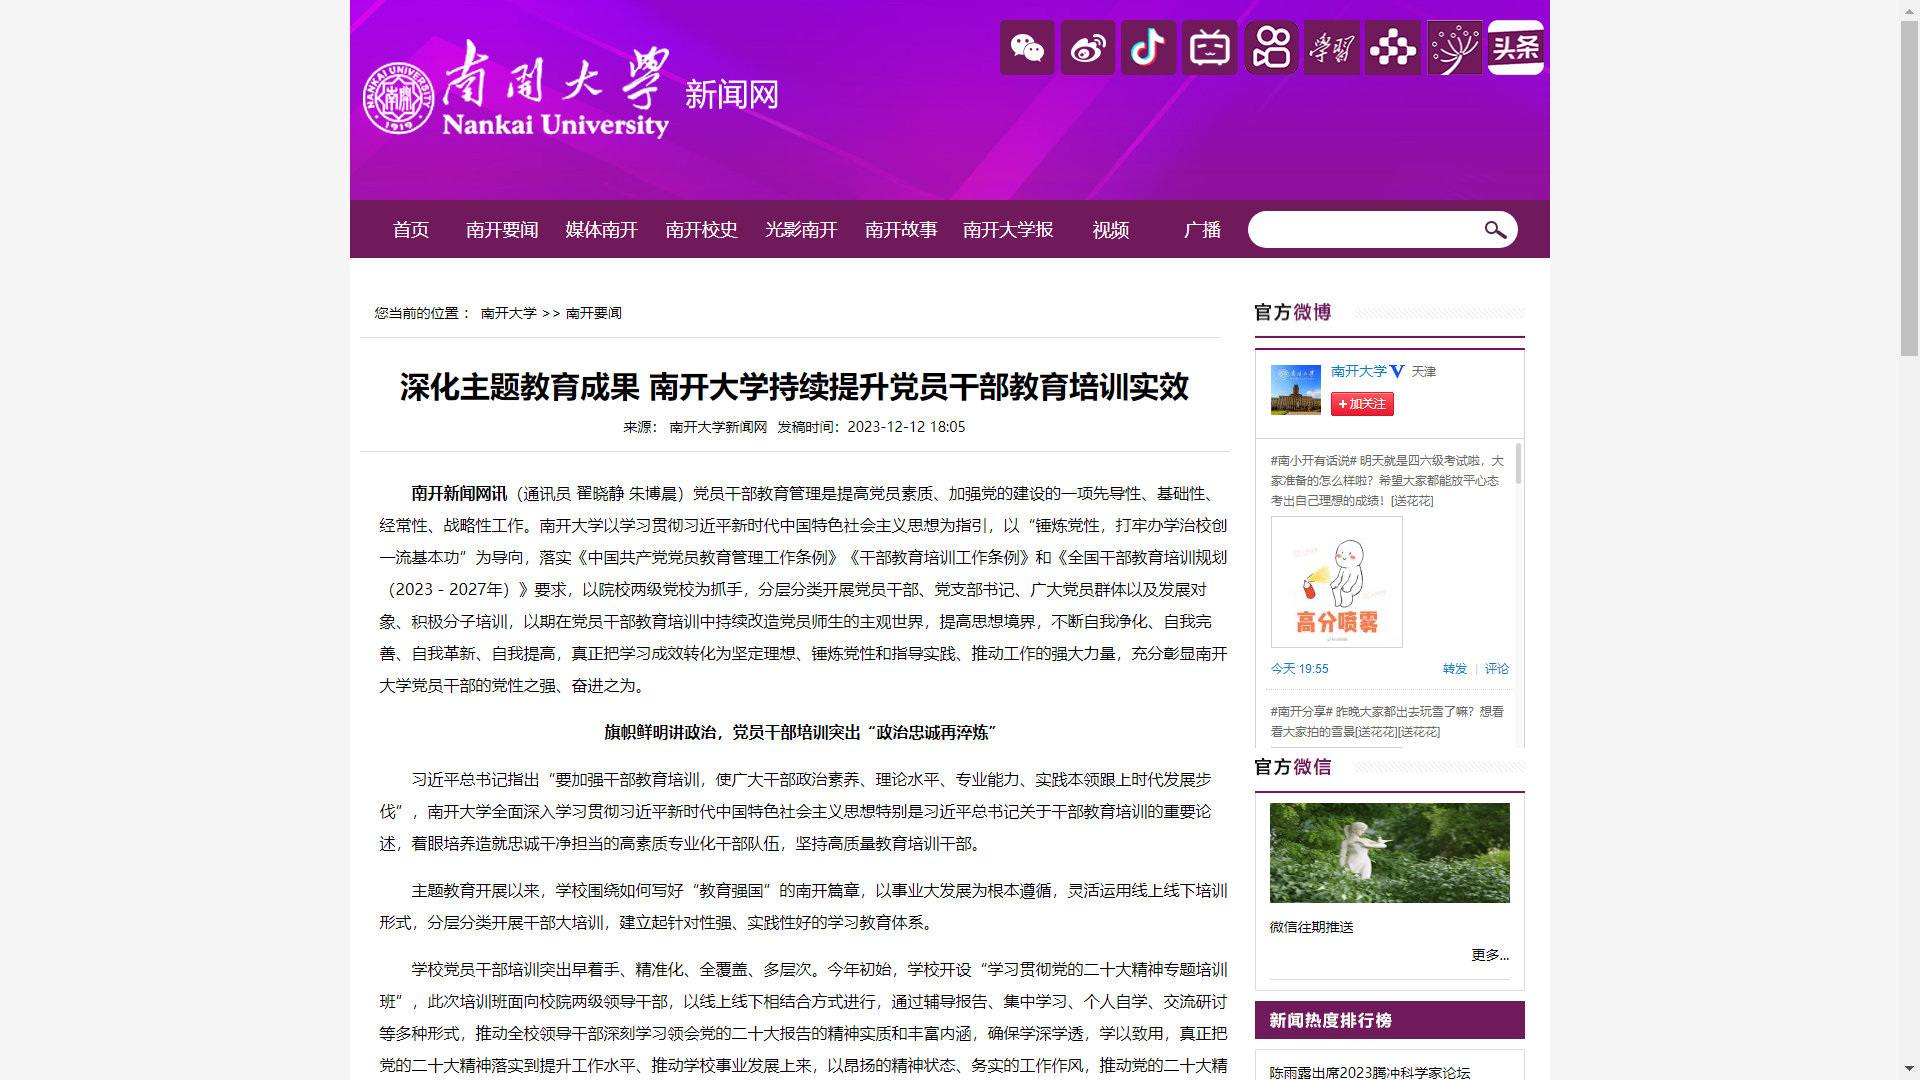 南開大學
Nankai University
NANKAI UNIVERSITY
南開
1919
新闻网
学習
头条
首页 南开要闻 媒体南开 南开校史 光影南开 南开故事 南开大学报 视频 广播
您当前的位置 ： 南开大学 >> 南开要闻
深化主题教育成果 南开大学持续提升党员干部教育培训实效
来源： 南开大学新闻网 发稿时间：2023-12-12 18:05
南开新闻网讯（通讯员 翟晓静 朱博晨）党员干部教育管理是提高党员素质、加强党的建设的一项先导性、基础性、
经常性、战略性工作。南开大学以学习贯彻习近平新时代中国特色社会主义思想为指引，以“锤炼党性，打牢办学治校创
一流基本功”为导向，落实《中国共产党党员教育管理工作条例》《干部教育培训工作条例》和《全国干部教育培训规划
（2023－2027年）》要求，以院校两级党校为抓手，分层分类开展党员干部、党支部书记、广大党员群体以及发展对
象、积极分子培训，以期在党员干部教育培训中持续改造党员师生的主观世界，提高思想境界，不断自我净化、自我完
善、自我革新、自我提高，真正把学习成效转化为坚定理想、锤炼党性和指导实践、推动工作的强大力量，充分彰显南开
大学党员干部的党性之强、奋进之为。
旗帜鲜明讲政治，党员干部培训突出“政治忠诚再淬炼”
习近平总书记指出“要加强干部教育培训，使广大干部政治素养、理论水平、专业能力、实践本领跟上时代发展步
伐”，南开大学全面深入学习贯彻习近平新时代中国特色社会主义思想特别是习近平总书记关于干部教育培训的重要论
述，着眼培养造就忠诚干净担当的高素质专业化干部队伍，坚持高质量教育培训干部。
主题教育开展以来，学校围绕如何写好“教育强国”的南开篇章，以事业大发展为根本遵循，灵活运用线上线下培训
形式，分层分类开展干部大培训，建立起针对性强、实践性好的学习教育体系。
学校党员干部培训突出早着手、精准化、全覆盖、多层次。今年初始，学校开设“学习贯彻党的二十大精神专题培训
班”，此次培训班面向校院两级领导干部，以线上线下相结合方式进行，通过辅导报告、集中学习、个人自学、交流研讨
等多种形式，推动全校领导干部深刻学习领会党的二十大报告的精神实质和丰富内涵，确保学深学透，学以致用，真正把
党的二十大精神落实到提升工作水平、推动学校事业发展上来，以昂扬的精神状态、务实的工作作风，推动党的二十大精
官方微博
南开大学 V 天津
+加关注
#南小开有话说# 明天就是四六级考试啦，大
家准备的怎么样啦？希望大家都能放平心态
考出自己理想的成绩！[送花花]
高分喷雾
今天 19:55 转发 | 评论
#南开分享# 昨晚大家都出去玩雪了嘛？想看
看大家拍的雪景[送花花][送花花]
官方微信
微信往期推送
更多...
新闻热度排行榜
陈雨露出席2023腾冲科学家论坛